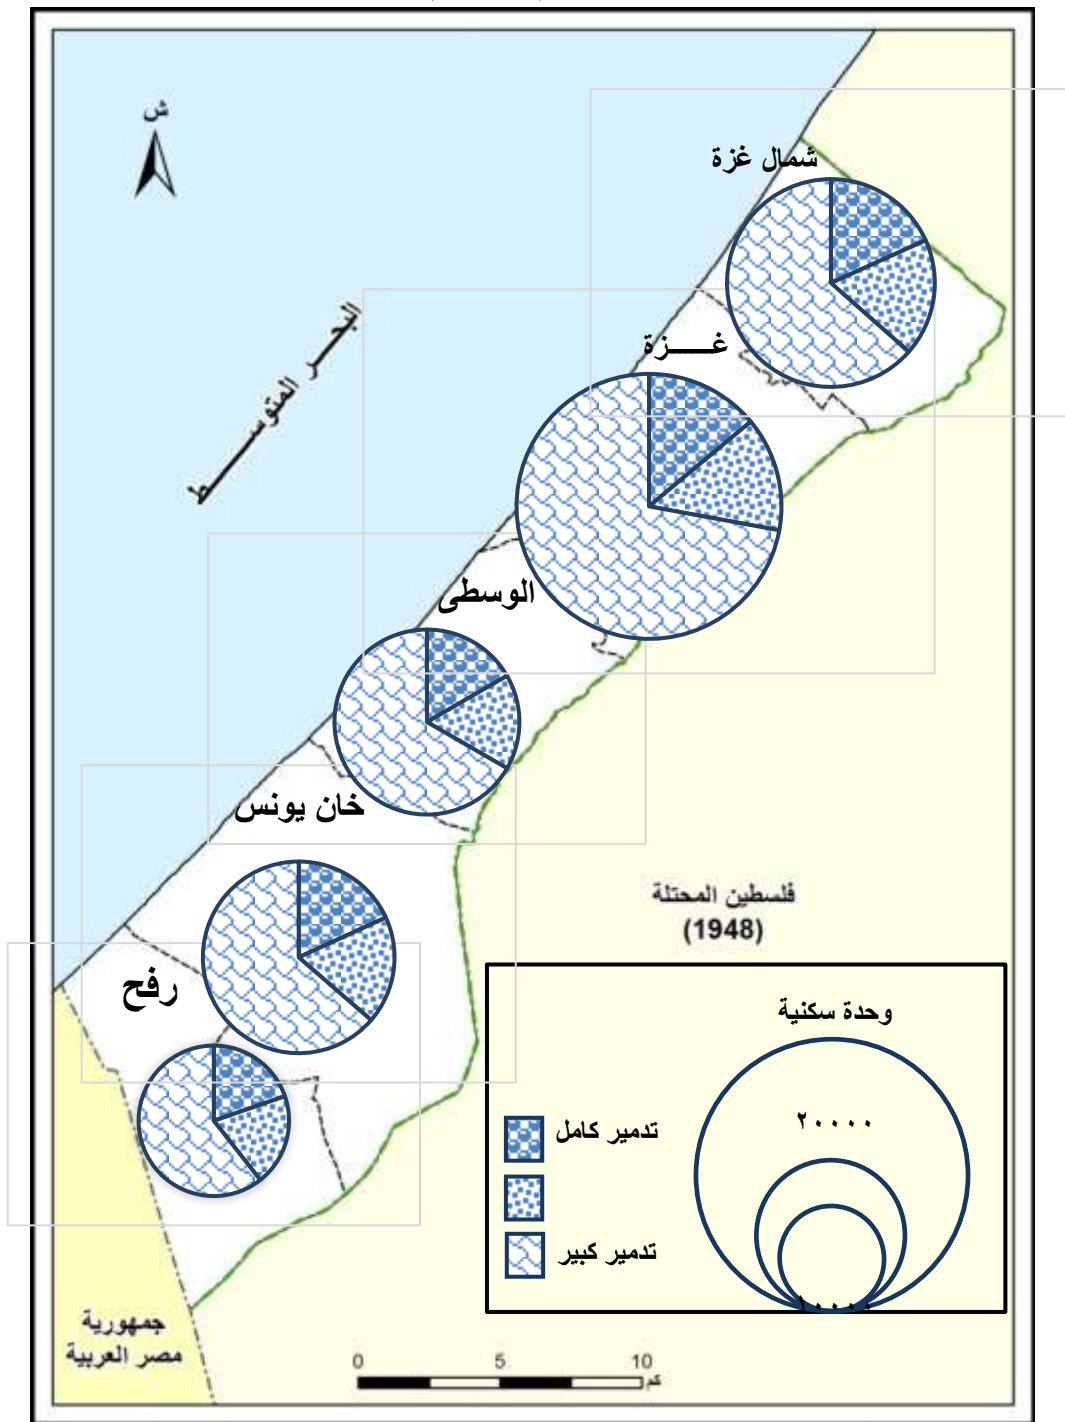 ش
شمال غزة
غـــــزة
البحـــر المتوســـــط
الوسطى
خان يونس
رفح
فلسطين المحتلة
(1948)
وحدة سكنية
٢٠٠٠٠
١٠٠٠٠
تدمير كامل
تدمير كبير
جمهورية
مصر العربية
0 5 10
كم